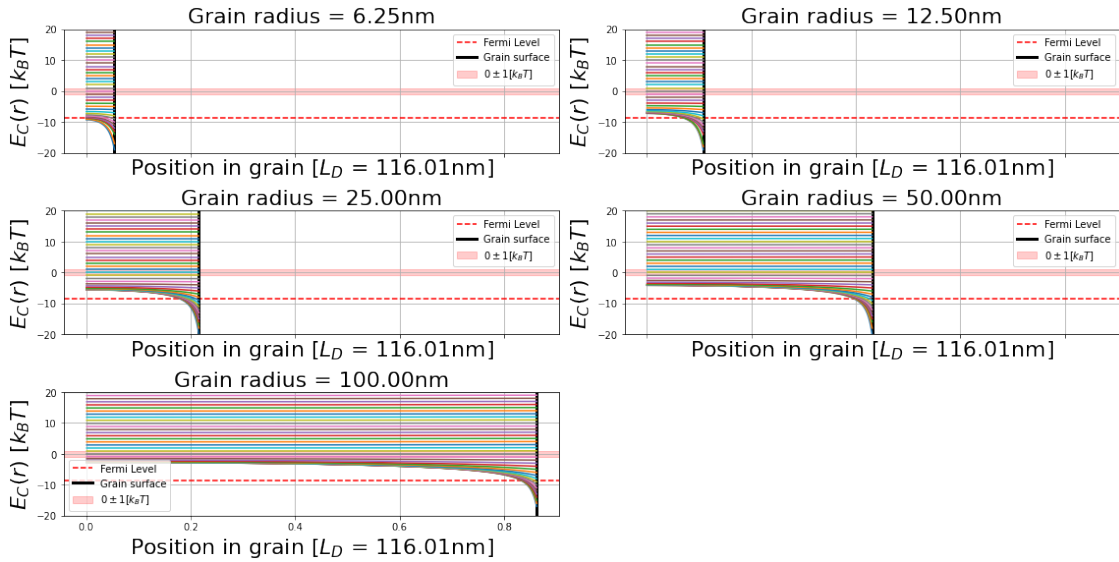 Grain radius = 6.25nm
E_C(r) [k_BT]
20
10
0
−10
−20
Fermi Level
Grain surface
0 ± 1[k_BT]
Position in grain [L_D = 116.01nm]
Grain radius = 12.50nm
E_C(r) [k_BT]
20
10
0
−10
−20
Fermi Level
Grain surface
0 ± 1[k_BT]
Position in grain [L_D = 116.01nm]
Grain radius = 25.00nm
E_C(r) [k_BT]
20
10
0
−10
−20
Fermi Level
Grain surface
0 ± 1[k_BT]
Position in grain [L_D = 116.01nm]
Grain radius = 50.00nm
E_C(r) [k_BT]
20
10
0
−10
−20
Fermi Level
Grain surface
0 ± 1[k_BT]
Position in grain [L_D = 116.01nm]
Grain radius = 100.00nm
E_C(r) [k_BT]
20
10
0
−10
−20
Fermi Level
Grain surface
0 ± 1[k_BT]
0.0 0.2 0.4 0.6 0.8
Position in grain [L_D = 116.01nm]